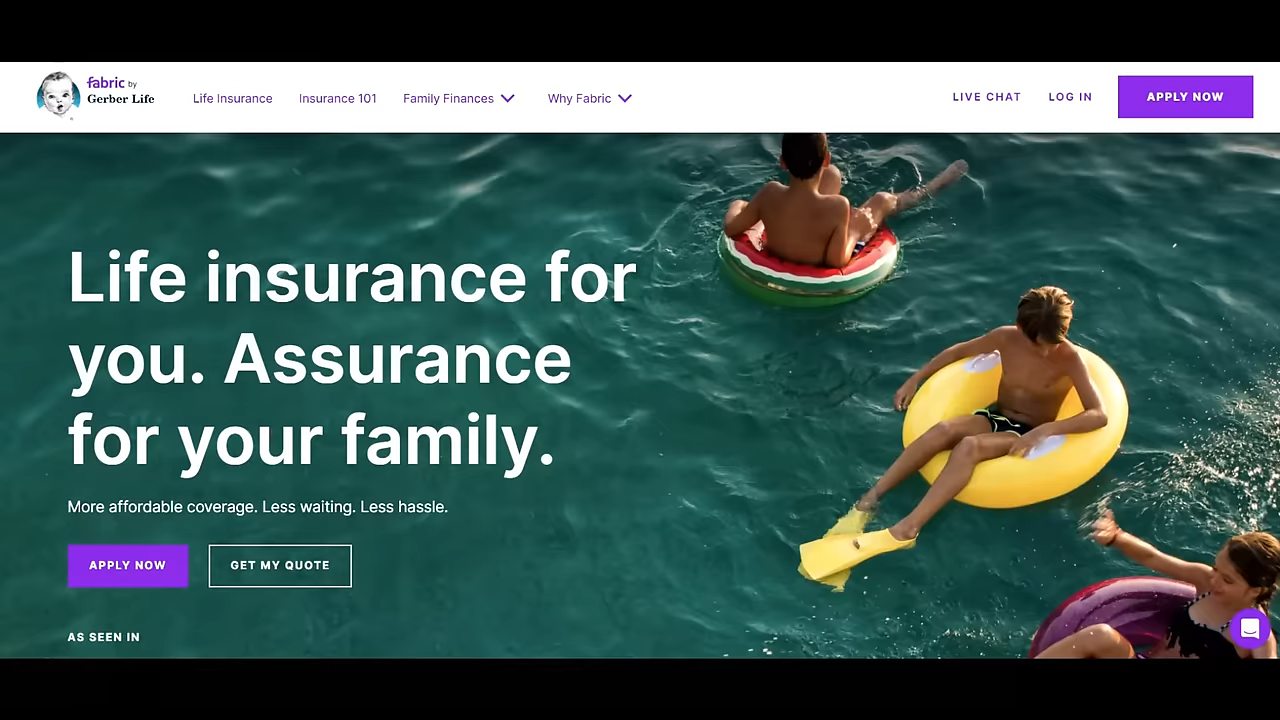 fabric by
Gerber Life
Life Insurance
Insurance 101
Family Finances
Why Fabric
LIVE CHAT
LOG IN
APPLY NOW
Life insurance for
you. Assurance
for your family.
More affordable coverage. Less waiting. Less hassle.
APPLY NOW
GET MY QUOTE
AS SEEN IN